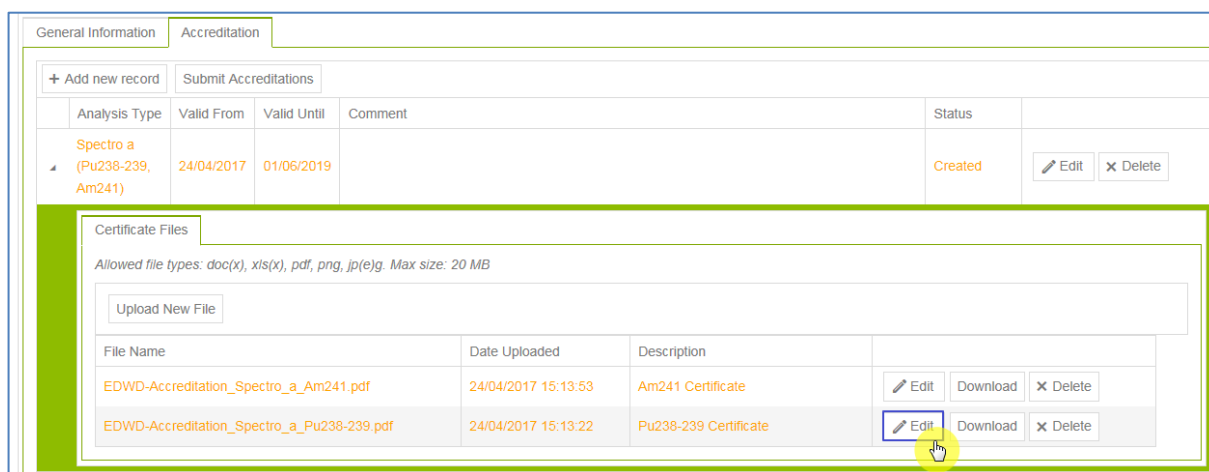 General Information Accreditation
+ Add new record Submit Accreditations
Analysis Type Valid From Valid Until Comment Status
Spectro a
(Pu238-239, 24/04/2017 01/06/2019 Created Edit x Delete
Am241)
Certificate Files
Allowed file types: doc(x), xls(x), pdf, png, jp(e)g. Max size: 20 MB
Upload New File
File Name Date Uploaded Description
EDWD-Accreditation_Spectro_a_Am241.pdf 24/04/2017 15:13:53 Am241 Certificate Edit Download x Delete
EDWD-Accreditation_Spectro_a_Pu238-239.pdf 24/04/2017 15:13:22 Pu238-239 Certificate Edit Download x Delete